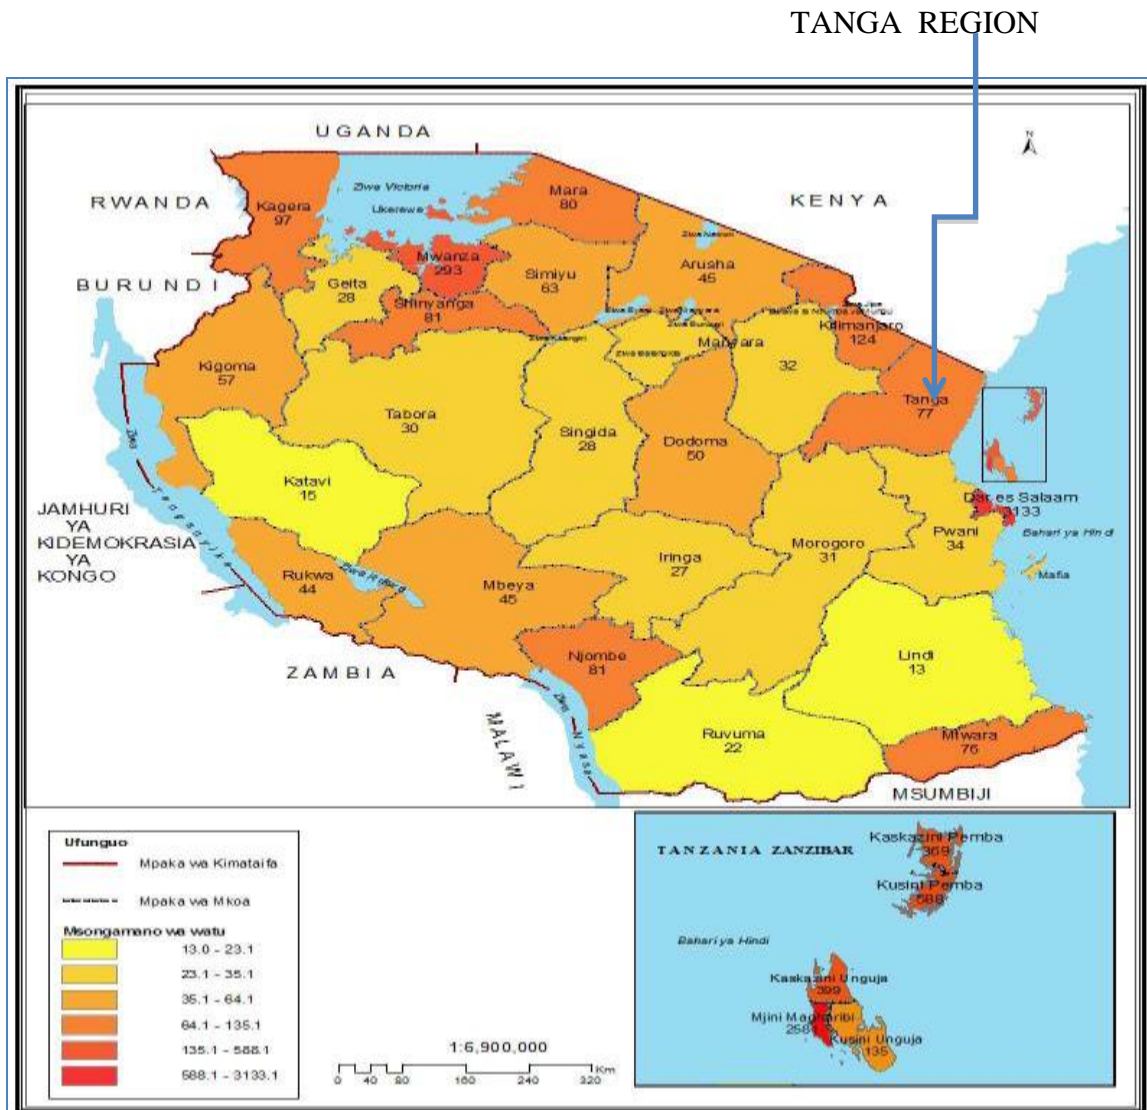 TANGA REGION
UGANDA
N
RWANDA
Ziwa Victoria
Ukerewe
Mara
80
KENYA
Kagera
97
Mwanza
293
Simiyu
63
Arusha
45
BURUNDI
Geita
28
Shinyanga
81
Kilimanjaro
124
Manyara
32
Kigoma
57
Tanga
77
Tabora
30
Singida
28
Dodoma
50
Katavi
15
Dar es Salaam
3133
JAMHURI
YA
KIDEMOKRASIA
YA
KONGO
Ziwa Tanganyika
Bahari ya Hindi
Pwani
34
Morogoro
31
Iringa
27
Mafia
Rukwa
44
Mbeya
45
Njombe
81
Lindi
13
ZAMBIA
Ziwa Nyasa
MALAWI
Ruvuma
22
Mtwara
76
MSUMBIJI
Ufunguo
Mpaka wa Kimataifa
Mpaka wa Mkoa
Msongamano wa watu
13.0 - 23.1
23.1 - 35.1
35.1 - 64.1
64.1 - 135.1
135.1 - 588.1
588.1 - 3133.1
1:6,900,000
Km
0 40 80 160 240 320
TANZANIA ZANZIBAR
Kaskazini Pemba
369
Kusini Pemba
588
Bahari ya Hindi
Kaskazini Unguja
399
Mjini Magharibi
2581
Kusini Unguja
135